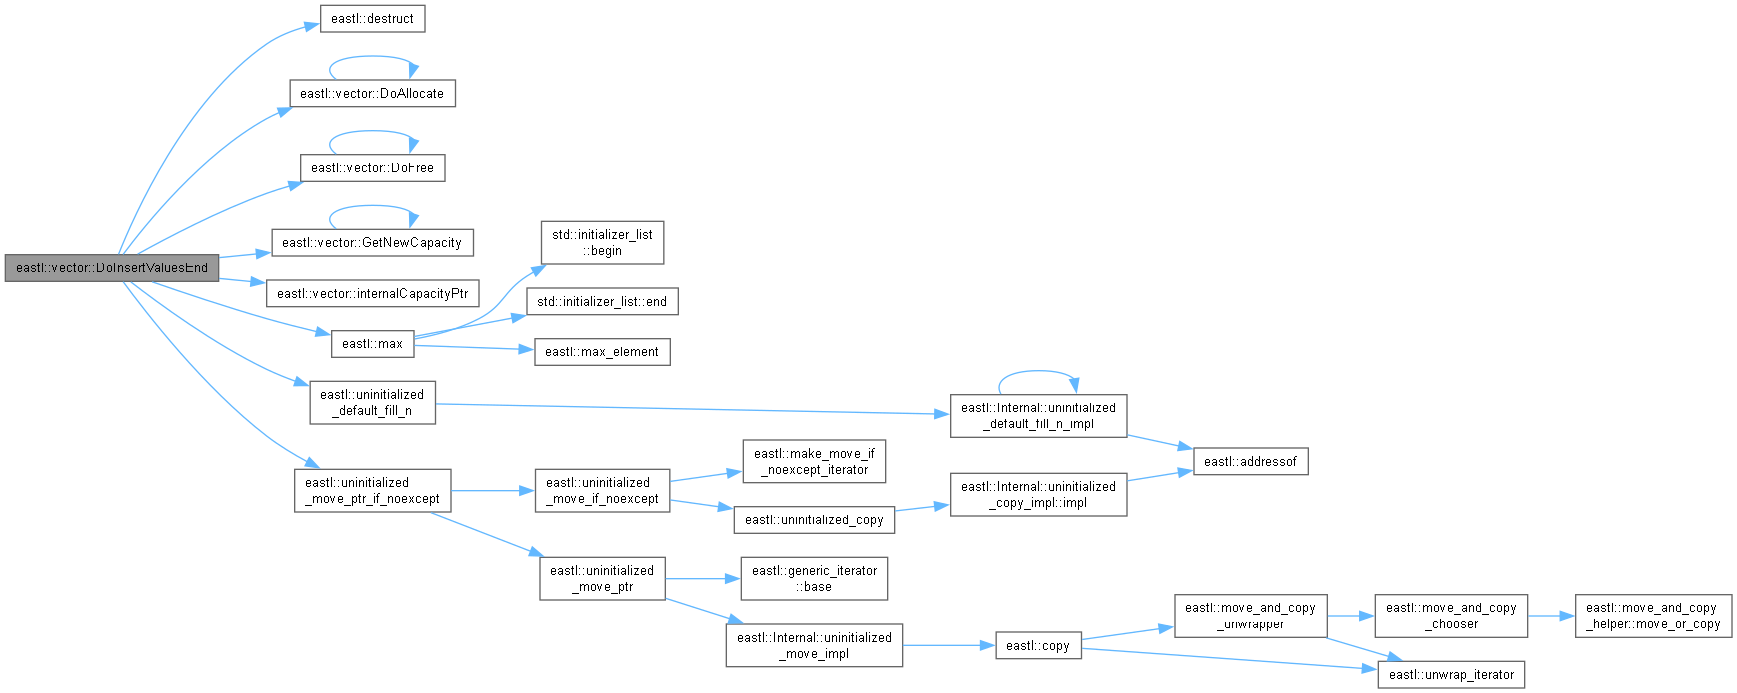 eastl::destruct
eastl::vector::DoAllocate
eastl::vector::DoFree
eastl::vector::GetNewCapacity
std::initializer_list
::begin
eastl::vector::DoInsertValuesEnd
eastl::vector::internalCapacityPtr
std::initializer_list::end
eastl::max
eastl::max_element
eastl::uninitialized
_default_fill_n
eastl::Internal::uninitialized
_default_fill_n_impl
eastl::addressof
eastl::uninitialized
_move_ptr_if_noexcept
eastl::uninitialized
_move_if_noexcept
eastl::make_move_if
_noexcept_iterator
eastl::uninitialized_copy
eastl::Internal::uninitialized
_copy_impl::impl
eastl::uninitialized
_move_ptr
eastl::generic_iterator
::base
eastl::Internal::uninitialized
_move_impl
eastl::copy
eastl::move_and_copy
_unwrapper
eastl::move_and_copy
_chooser
eastl::move_and_copy
_helper::move_or_copy
eastl::unwrap_iterator